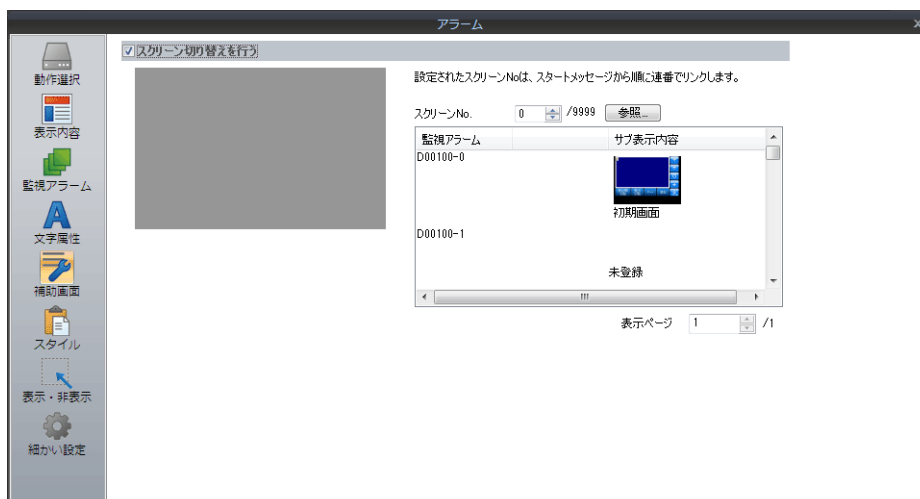 アラーム
動作選択
表示内容
監視アラーム
文字属性
補助画面
スタイル
表示・非表示
細かい設定
スクリーン切り替えを行う
設定されたスクリーンNoは、スタートメッセージから順に連番でリンクします。
スクリーンNo. 0 /9999 参照...
監視アラーム サブ表示内容
D00100-0
初期画面
D00100-1
未登録
表示ページ 1 /1